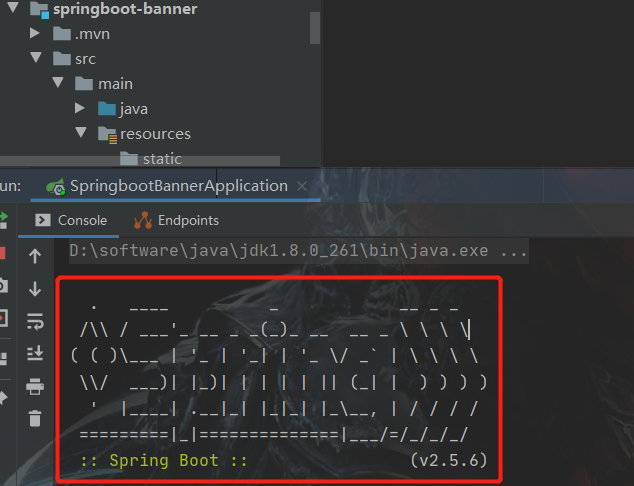 springboot-banner
.mvn
src
main
java
resources
static
un: SpringbootBannerApplication ×
Console Endpoints
D:\software\java\jdk1.8.0_261\bin\java.exe ...
  .   ____          _            __ _ _
 /\\ / ___'_ __ _ _(_)_ __  __ _ \ \ \ \
( ( )\___ | '_ | '_| | '_ \/ _` | \ \ \ \
 \\/  ___)| |_)| | | | | || (_| |  ) ) ) )
  '  |____| .__|_| |_|_| |_\__, | / / / /
 =========|_|==============|___/=/_/_/_/
 :: Spring Boot ::                (v2.5.6)